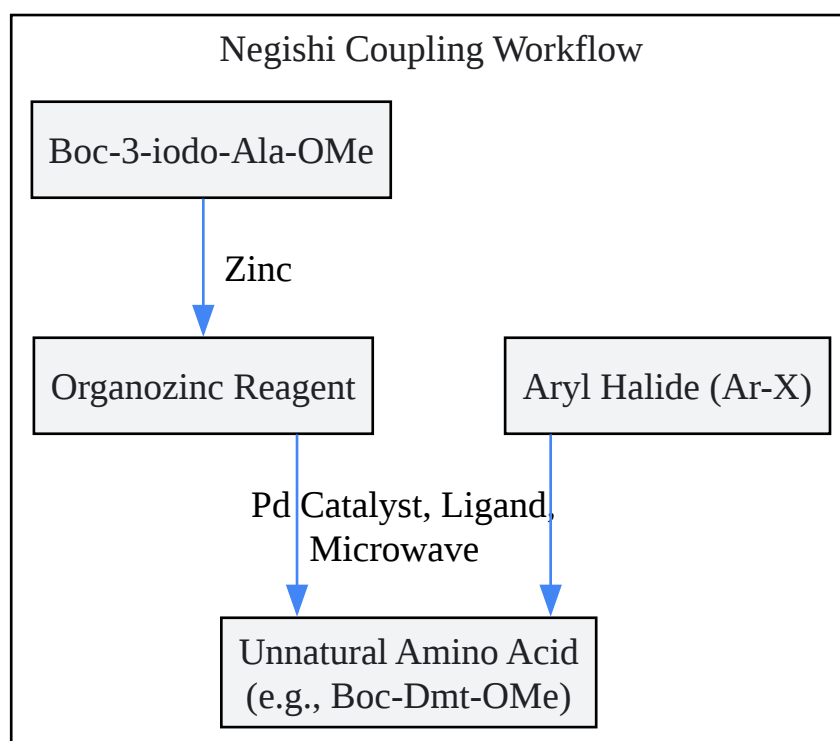 Negishi Coupling Workflow
Boc-3-iodo-Ala-OMe
Zinc
Organozinc Reagent
Aryl Halide (Ar-X)
Pd Catalyst, Ligand,
Microwave
Unnatural Amino Acid
(e.g., Boc-Dmt-OMe)